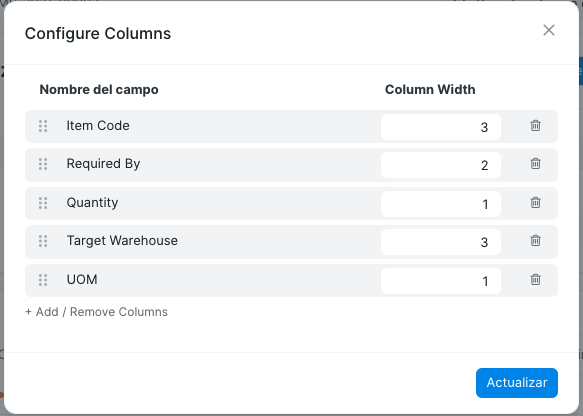 Configure Columns
Nombre del campo Column Width
Item Code 3
Required By 2
Quantity 1
Target Warehouse 3
UOM 1
+ Add / Remove Columns
Actualizar